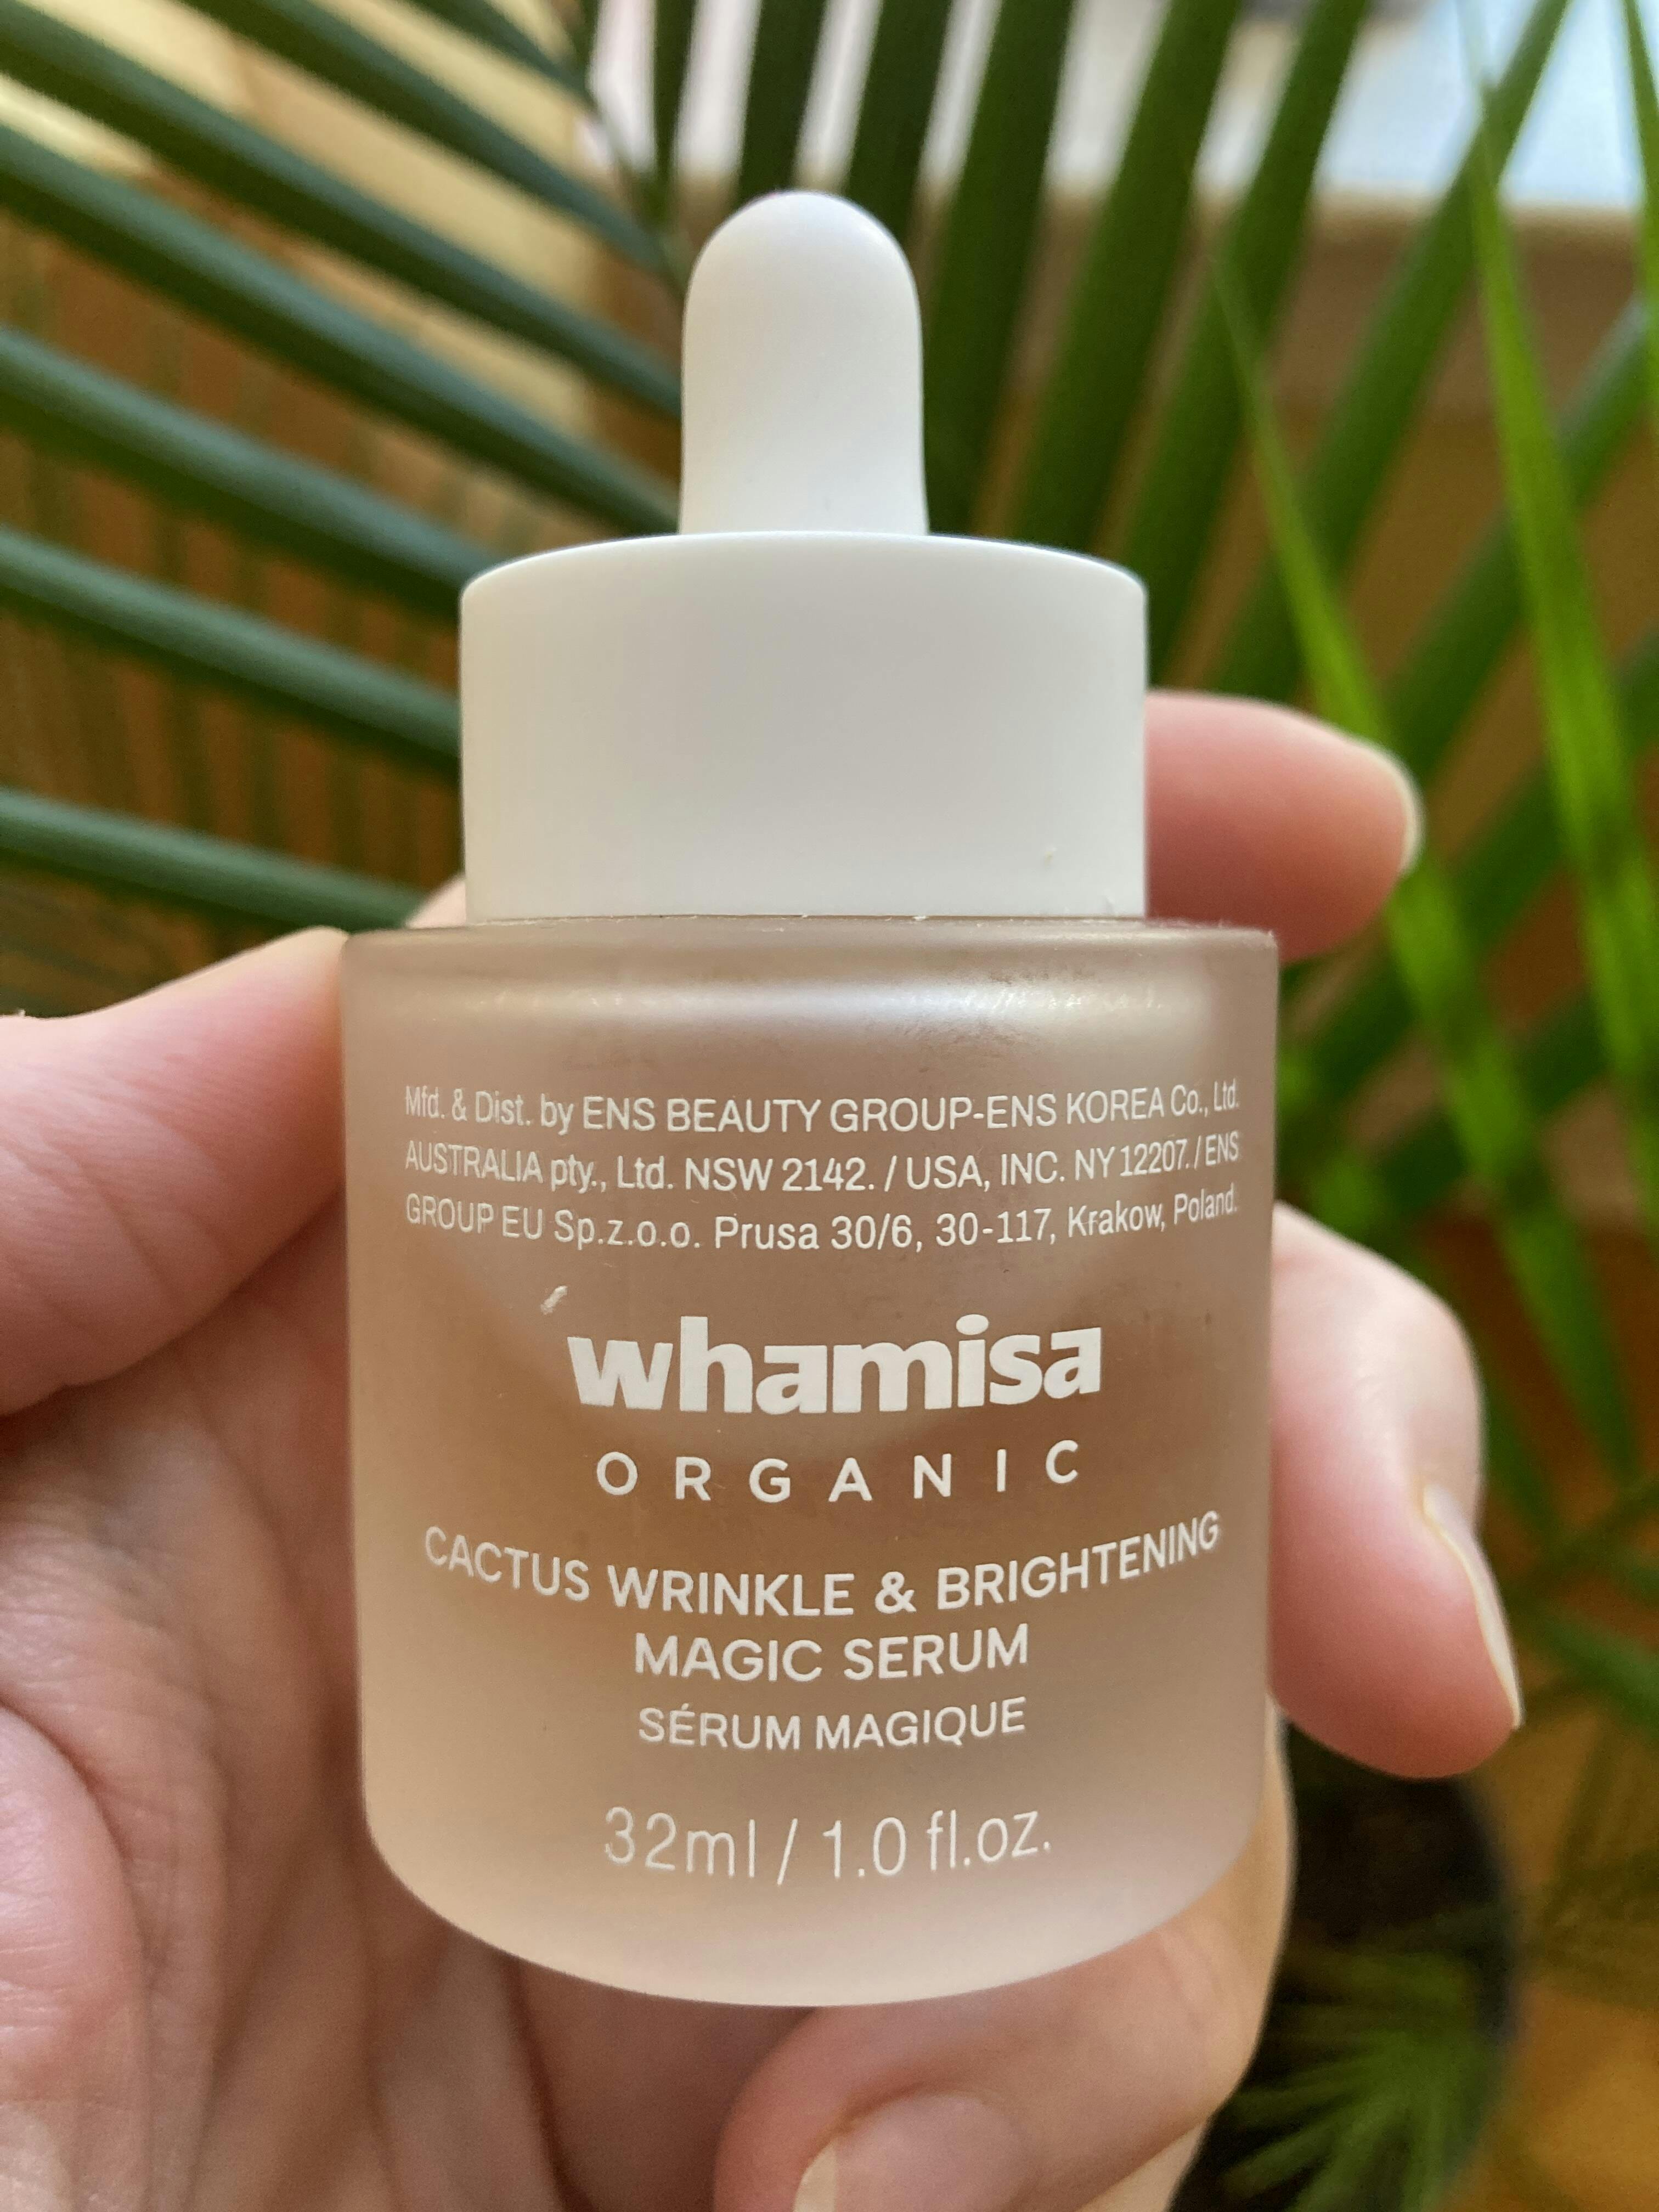 Mfd. & Dist. by ENS BEAUTY GROUP-ENS KOREA Co., Ltd.
AUSTRALIA pty., Ltd. NSW 2142. / USA, INC. NY 12207. / ENS
GROUP EU Sp.z.o.o. Prusa 30/6, 30-117, Krakow, Poland.
whamisa
ORGANIC
CACTUS WRINKLE & BRIGHTENING
MAGIC SERUM
SÉRUM MAGIQUE
32ml / 1.0 fl.oz.